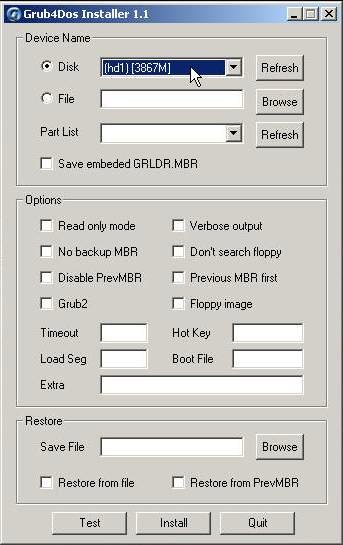 Grub4Dos Installer 1.1
Device Name
Disk (hd1) [3867M] Refresh
File Browse
Part List Refresh
Save embeded GRLDR.MBR
Options
Read only mode Verbose output
No backup MBR Don't search floppy
Disable PrevMBR Previous MBR first
Grub2 Floppy image
Timeout Hot Key
Load Seg Boot File
Extra
Restore
Save File Browse
Restore from file Restore from PrevMBR
Test Install Quit